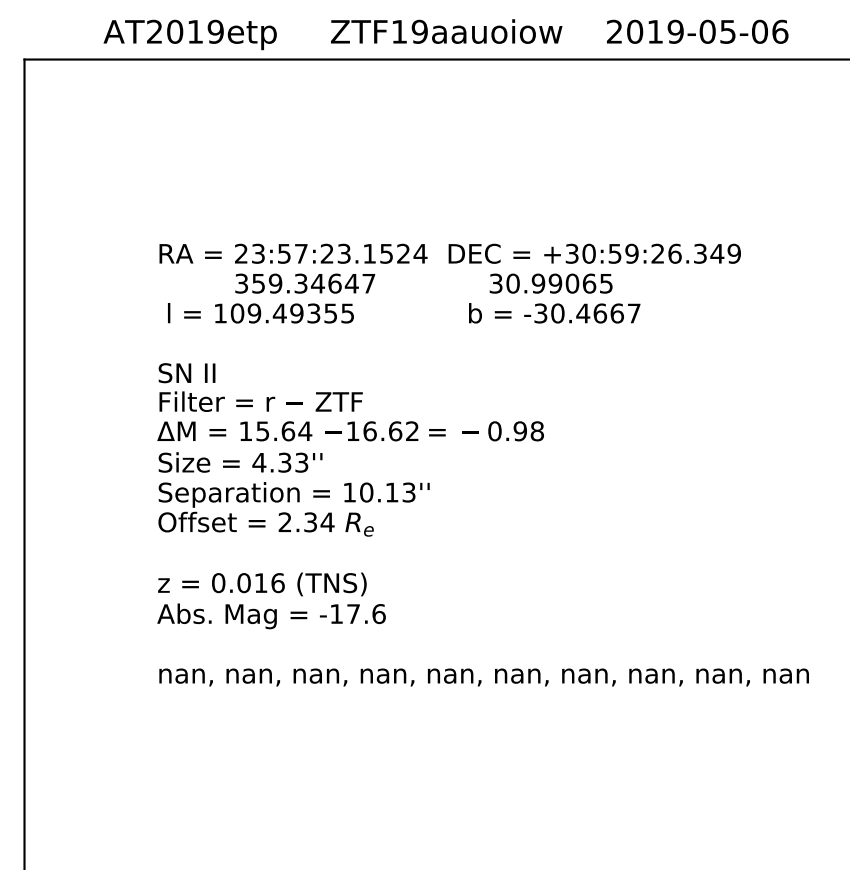 AT2019etp ZTF19aauoiow 2019-05-06
RA = 23:57:23.1524 DEC = +30:59:26.349
359.34647 30.99065
l = 109.49355 b = -30.4667
SN II
Filter = r − ZTF
ΔM = 15.64 −16.62 = − 0.98
Size = 4.33''
Separation = 10.13''
Offset = 2.34 Rₑ
z = 0.016 (TNS)
Abs. Mag = -17.6
nan, nan, nan, nan, nan, nan, nan, nan, nan, nan